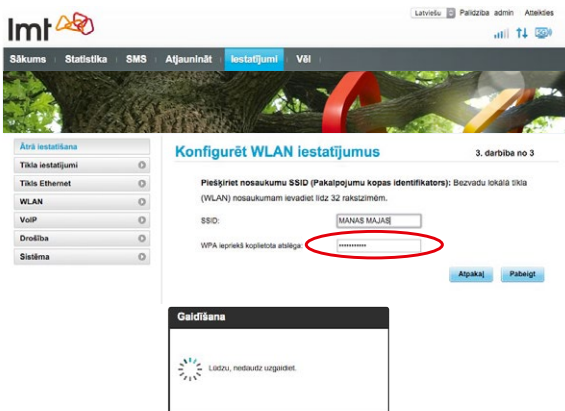 Latviešu Palīdzība admin Atteikties
lmt
Sākums Statistika SMS Atjaunināt Iestatījumi Vēl
Ātrā iestatīšana
Tīkla iestatījumi
Tīkls Ethernet
WLAN
VoIP
Drošība
Sistēma
Konfigurēt WLAN iestatījumus 3. darbība no 3
Piešķiriet nosaukumu SSID (Pakalpojumu kopas identifikators): Bezvadu lokālā tīkla
(WLAN) nosaukumam ievadiet līdz 32 rakstzīmēm.
SSID: MANAS MAJAS
WPA iepriekš koplietota atslēga: ••••••••••••
Atpakaļ Pabeigt
Gaidīšana
Lūdzu, nedaudz uzgaidiet.